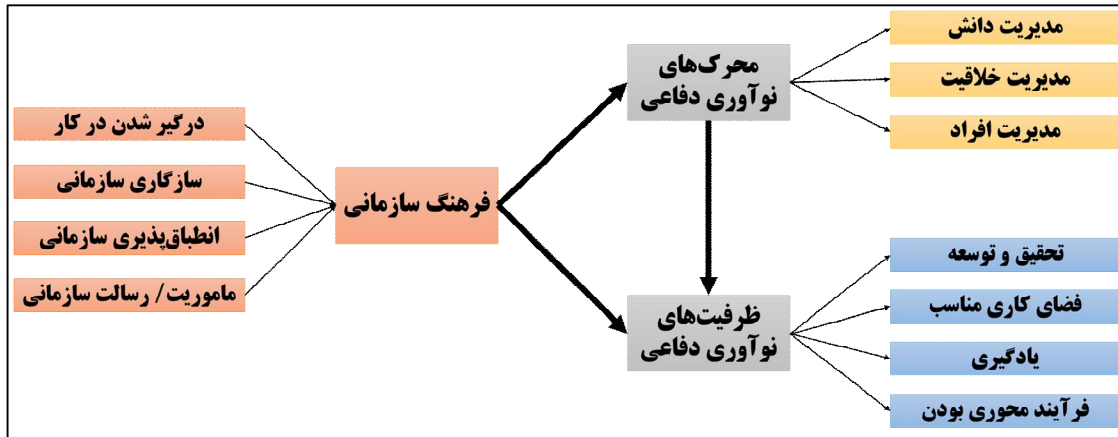 درگیر شدن در کار
سازگاری سازمانی
انطباق‌پذیری سازمانی
ماموریت/ رسالت سازمانی
فرهنگ سازمانی
محرک‌های
نوآوری دفاعی
ظرفیت‌های
نوآوری دفاعی
مدیریت دانش
مدیریت خلاقیت
مدیریت افراد
تحقیق و توسعه
فضای کاری مناسب
یادگیری
فرآیند محوری بودن